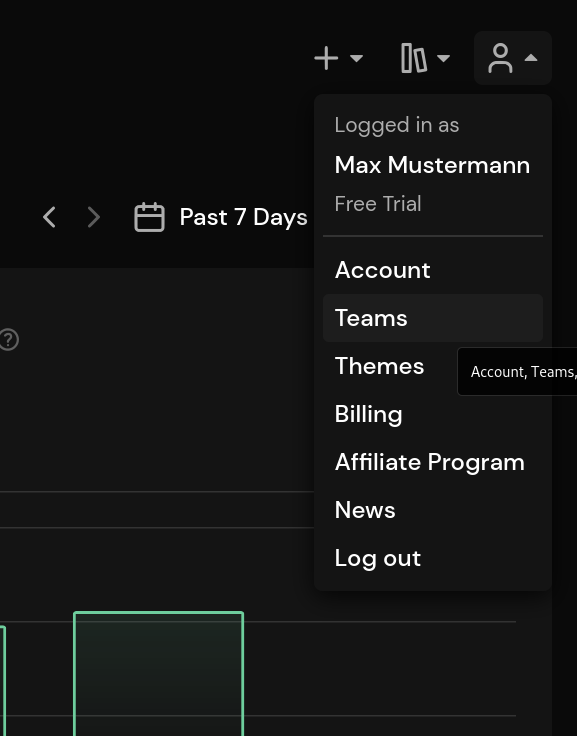 Logged in as
Max Mustermann
Free Trial
Past 7 Days
Account
Teams
Themes
Account, Teams,
Billing
Affiliate Program
News
Log out